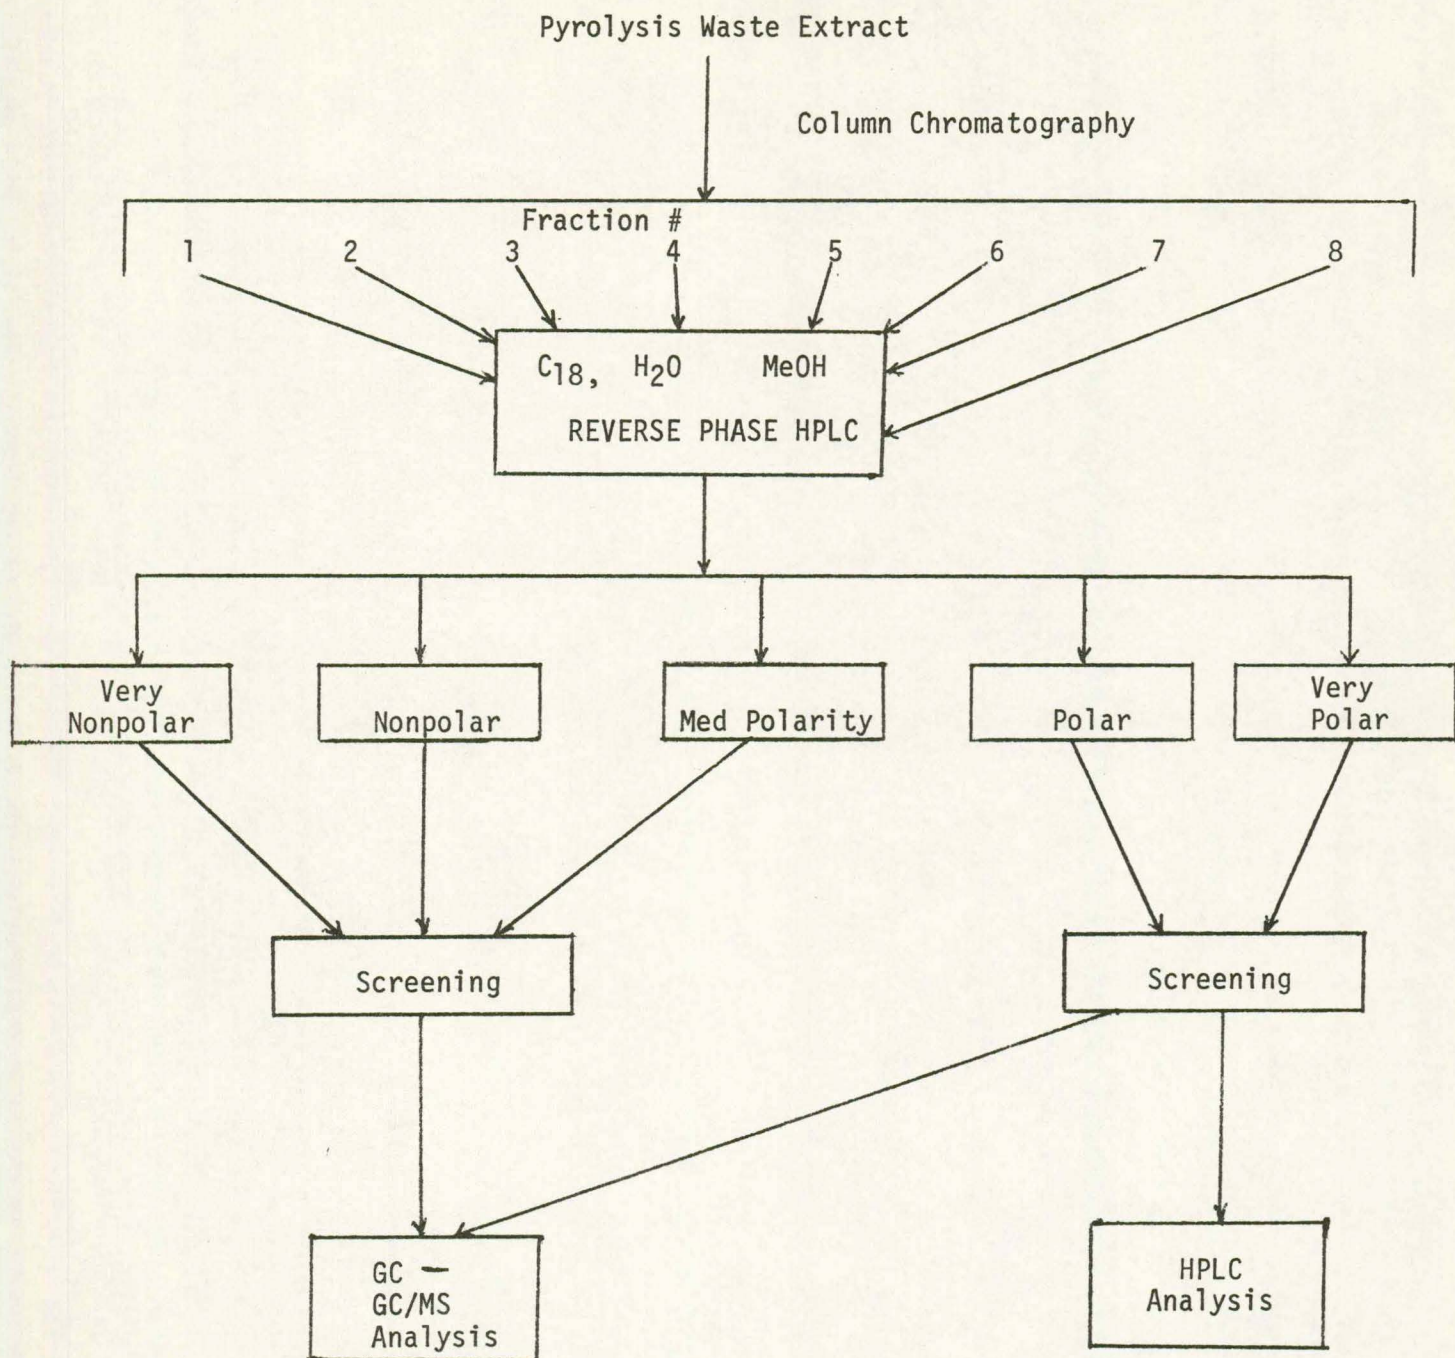 Pyrolysis Waste Extract
Column Chromatography
Fraction #
1 2 3 4 5 6 7 8
C18, H2O MeOH
REVERSE PHASE HPLC
Very
Nonpolar
Nonpolar
Med Polarity
Polar
Very
Polar
Screening
Screening
GC —
GC/MS
Analysis
HPLC
Analysis